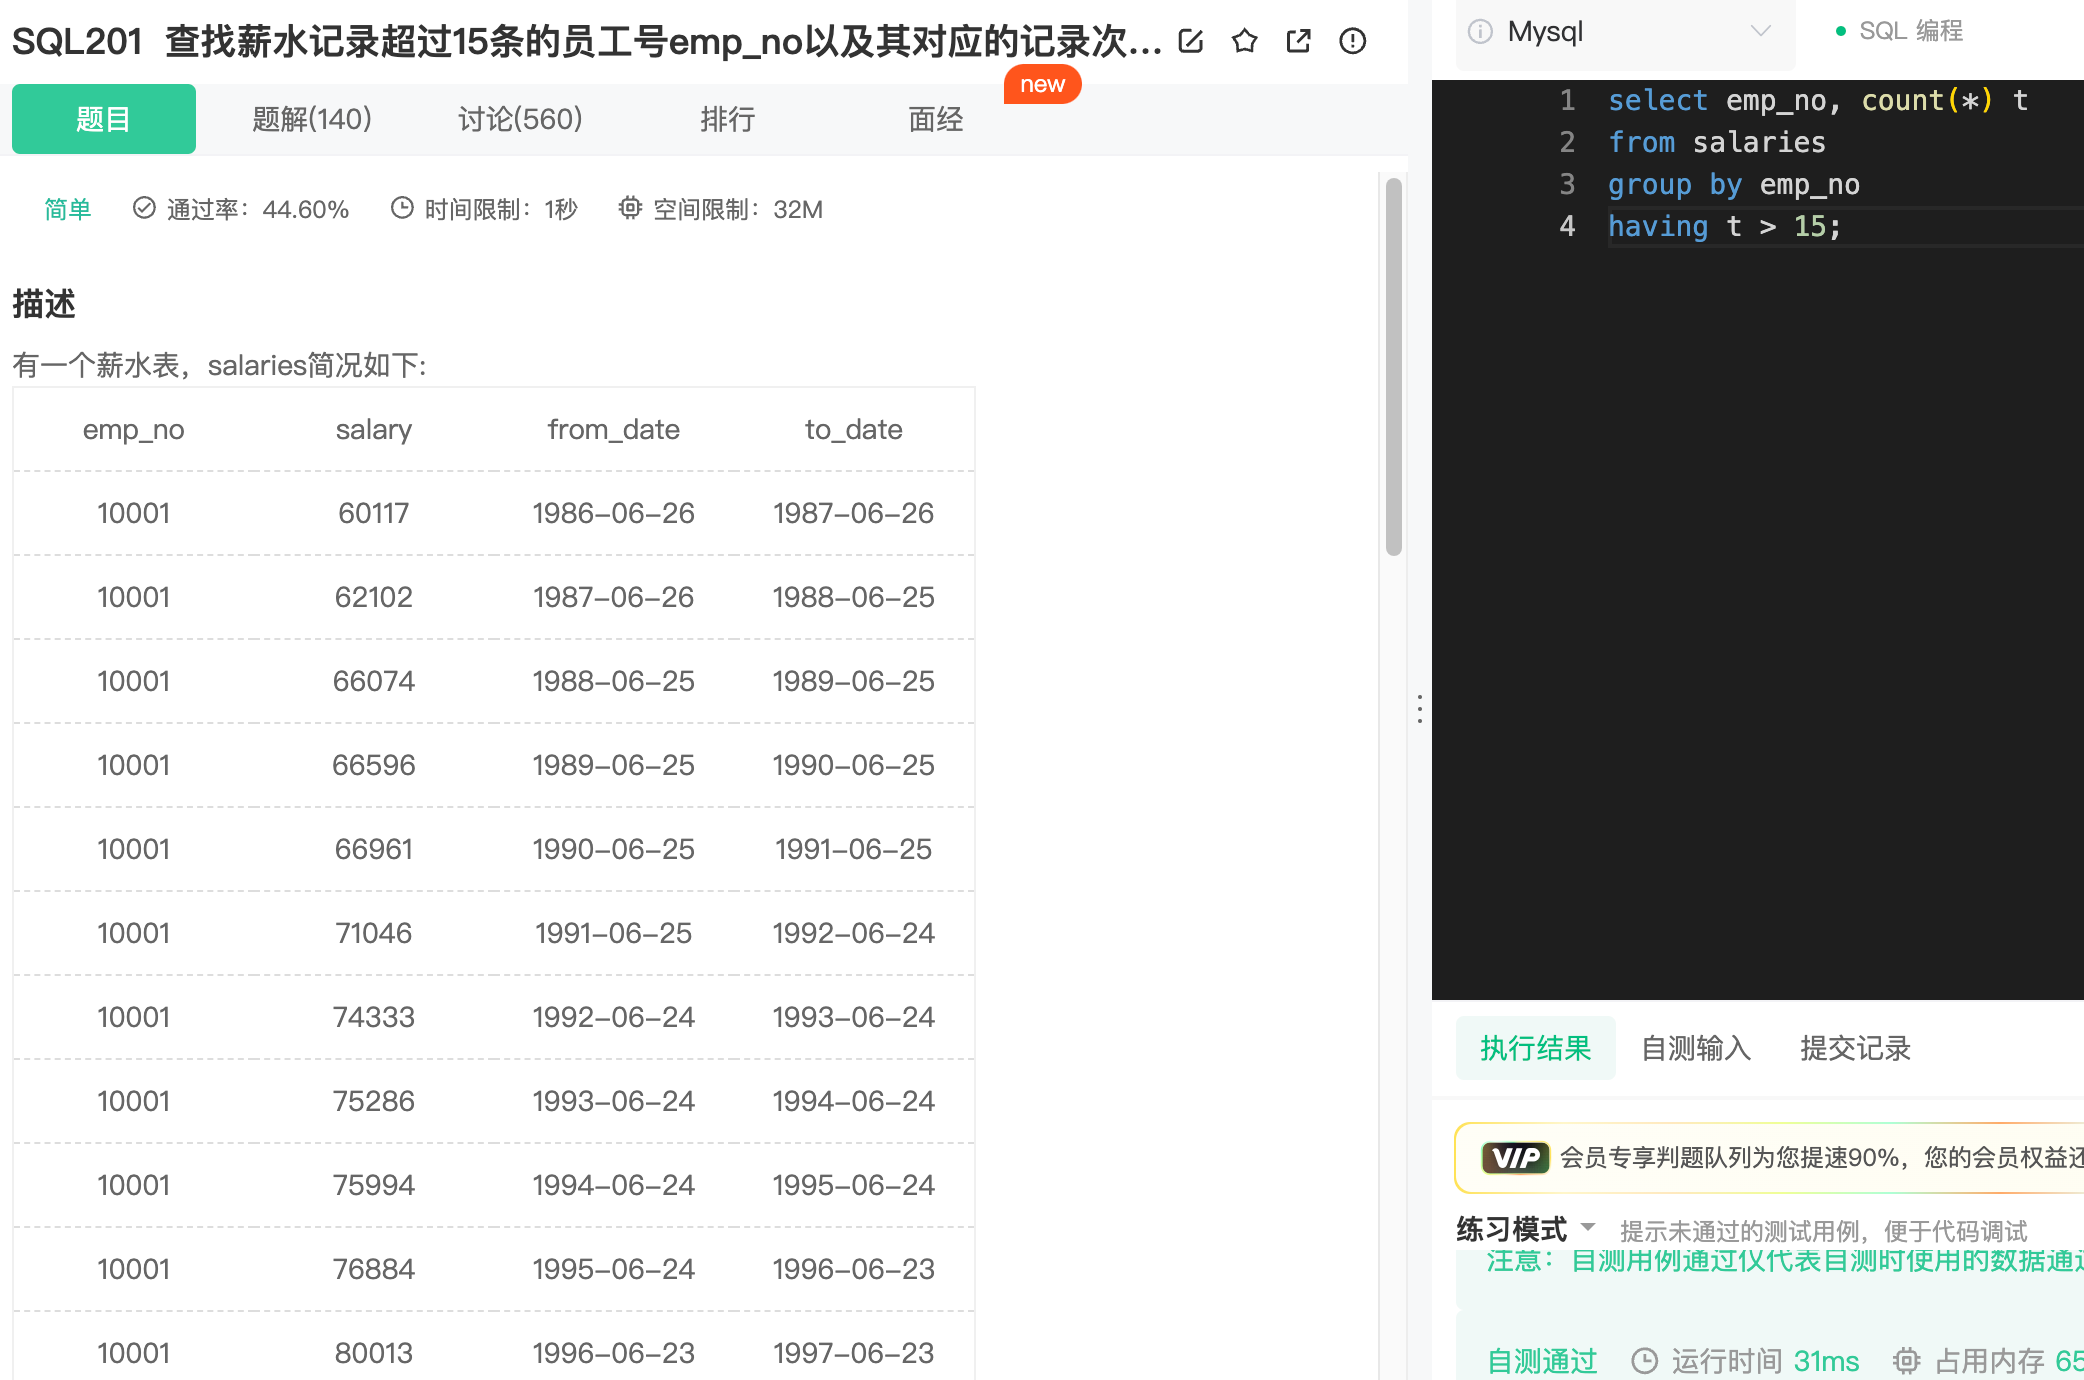 SQL201 查找薪水记录超过15条的员工号emp_no以及其对应的记录次...
new
题目 题解(140) 讨论(560) 排行 面经
简单 通过率：44.60% 时间限制：1秒 空间限制：32M
描述
有一个薪水表，salaries简况如下:
emp_no salary from_date to_date
10001 60117 1986-06-26 1987-06-26
10001 62102 1987-06-26 1988-06-25
10001 66074 1988-06-25 1989-06-25
10001 66596 1989-06-25 1990-06-25
10001 66961 1990-06-25 1991-06-25
10001 71046 1991-06-25 1992-06-24
10001 74333 1992-06-24 1993-06-24
10001 75286 1993-06-24 1994-06-24
10001 75994 1994-06-24 1995-06-24
10001 76884 1995-06-24 1996-06-23
10001 80013 1996-06-23 1997-06-23
Mysql SQL 编程
1 select emp_no, count(*) t
2 from salaries
3 group by emp_no
4 having t > 15;
执行结果 自测输入 提交记录
VIP 会员专享判题队列为您提速90%，您的会员权益还
练习模式 提示未通过的测试用例，便于代码调试
注意：自测用例通过仅代表自测时使用的数据通过
自测通过 运行时间 31ms 占用内存 65